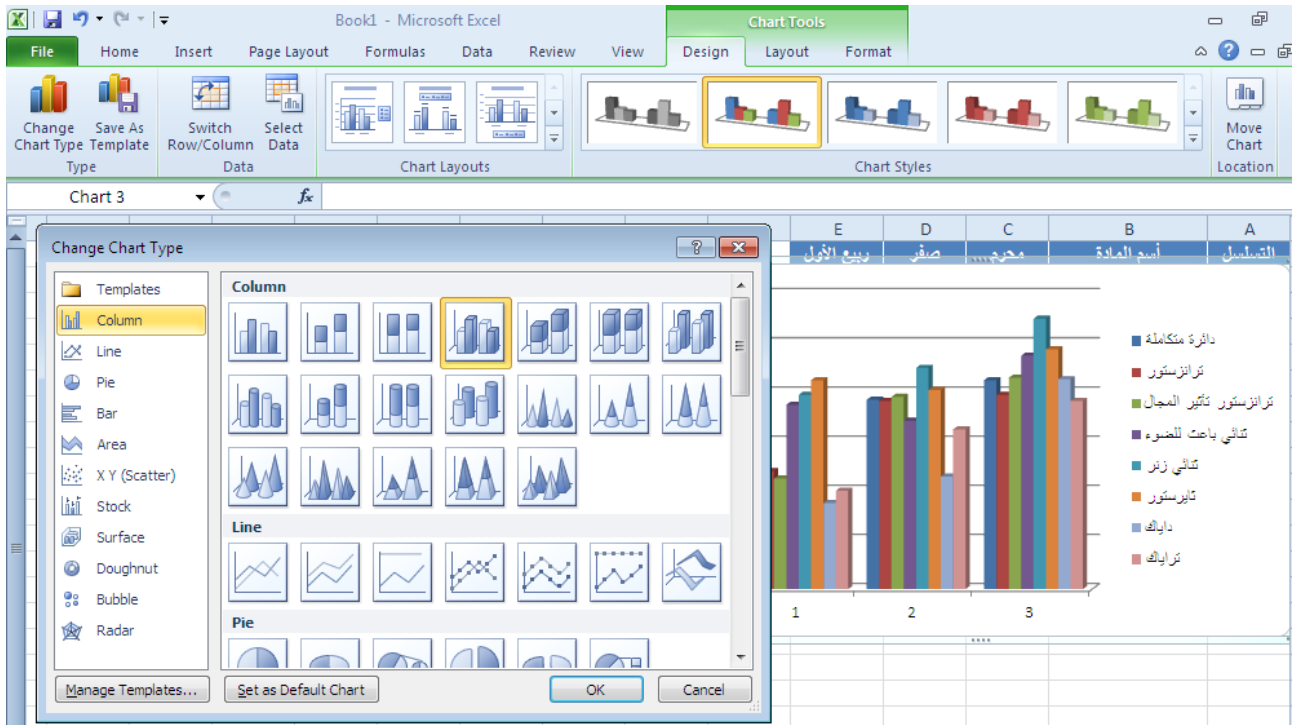 Book1 - Microsoft Excel
Chart Tools
File Home Insert Page Layout Formulas Data Review View Design Layout Format
Change Chart Type
Save As Template
Switch Row/Column
Select Data
Move Chart
Type Data Chart Layouts Chart Styles Location
Chart 3 fx
E D C B A
التسلسل أسم المادة محرم صفر ربيع الأول
Change Chart Type
Templates
Column
Line
Pie
Bar
Area
X Y (Scatter)
Stock
Surface
Doughnut
Bubble
Radar
Column
Line
Pie
Manage Templates... Set as Default Chart OK Cancel
دائرة متكاملة
ترانزستور
ترانزستور تأثير المجال
ثنائي باعث للضوء
ثنائي زنر
ثايرستور
داياك
ترياك
1 2 3